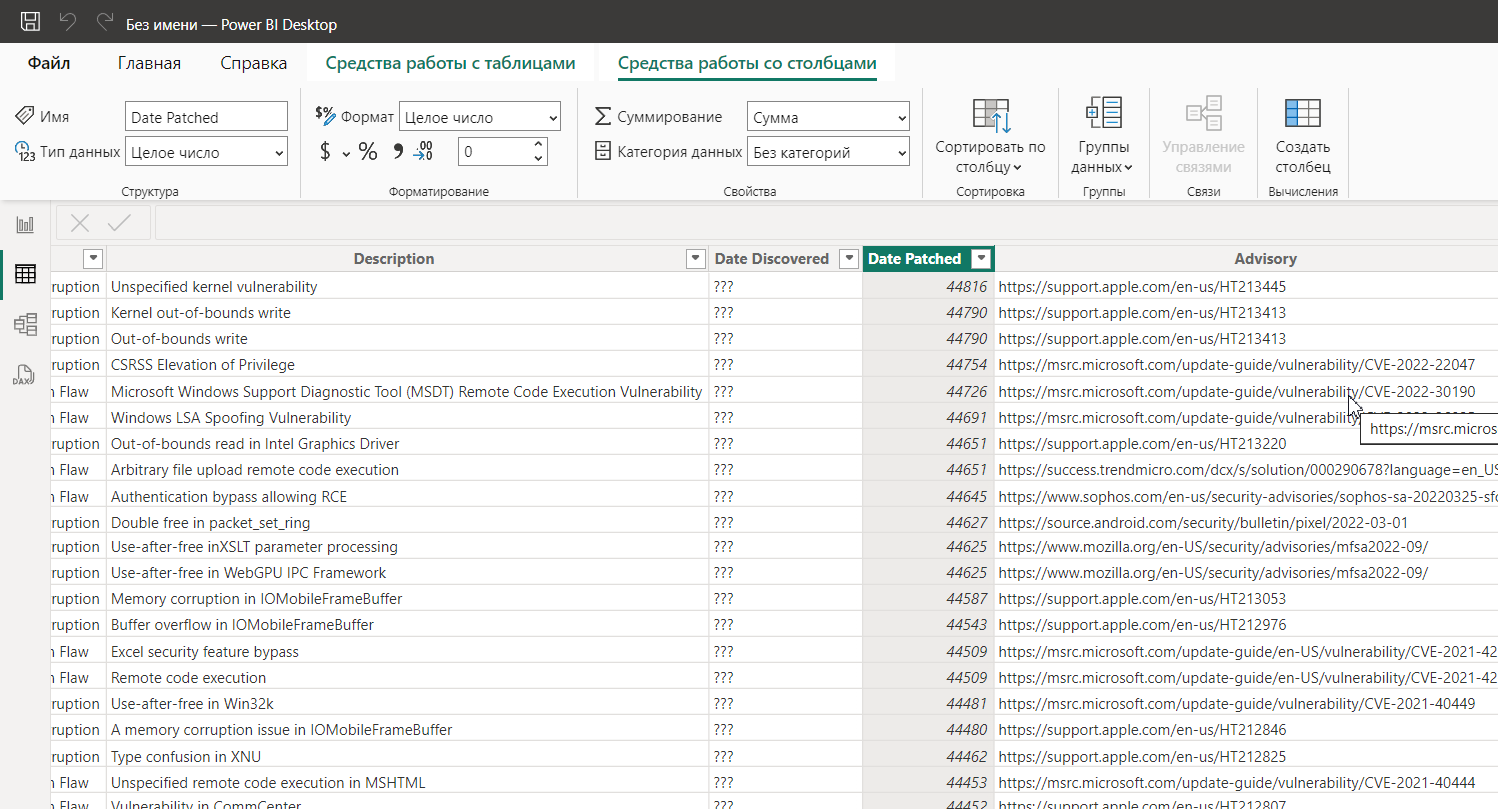 Без имени — Power BI Desktop
Файл Главная Справка Средства работы с таблицами Средства работы со столбцами
Имя Date Patched $% Формат Целое число Суммирование Сумма
123 Тип данных Целое число $ % 9 .00 0 Категория данных Без категорий
Сортировать по столбцу
Группы данных
Управление связями
Создать столбец
Структура Форматирование Свойства Сортировка Группы Связи Вычисления
DAX
Description Date Discovered Date Patched Advisory
ruption Unspecified kernel vulnerability ??? 44816 https://support.apple.com/en-us/HT213445
ruption Kernel out-of-bounds write ??? 44790 https://support.apple.com/en-us/HT213413
ruption Out-of-bounds write ??? 44790 https://support.apple.com/en-us/HT213413
ruption CSRSS Elevation of Privilege ??? 44754 https://msrc.microsoft.com/update-guide/vulnerability/CVE-2022-22047
Flaw Microsoft Windows Support Diagnostic Tool (MSDT) Remote Code Execution Vulnerability ??? 44726 https://msrc.microsoft.com/update-guide/vulnerability/CVE-2022-30190
Flaw Windows LSA Spoofing Vulnerability ??? 44691 https://msrc.microsoft.com/update-guide/vulnerability/
https://msrc.micros
ruption Out-of-bounds read in Intel Graphics Driver ??? 44651 https://support.apple.com/en-us/HT213220
Flaw Arbitrary file upload remote code execution ??? 44651 https://success.trendmicro.com/dcx/s/solution/000290678?language=en_US
Flaw Authentication bypass allowing RCE ??? 44645 https://www.sophos.com/en-us/security-advisories/sophos-sa-20220325-sfo
ruption Double free in packet_set_ring ??? 44627 https://source.android.com/security/bulletin/pixel/2022-03-01
ruption Use-after-free inXSLT parameter processing ??? 44625 https://www.mozilla.org/en-US/security/advisories/mfsa2022-09/
ruption Use-after-free in WebGPU IPC Framework ??? 44625 https://www.mozilla.org/en-US/security/advisories/mfsa2022-09/
ruption Memory corruption in IOMobileFrameBuffer ??? 44587 https://support.apple.com/en-us/HT213053
ruption Buffer overflow in IOMobileFrameBuffer ??? 44543 https://support.apple.com/en-us/HT212976
Flaw Excel security feature bypass ??? 44509 https://msrc.microsoft.com/update-guide/en-US/vulnerability/CVE-2021-42
Flaw Remote code execution ??? 44509 https://msrc.microsoft.com/update-guide/en-US/vulnerability/CVE-2021-42
ruption Use-after-free in Win32k ??? 44481 https://msrc.microsoft.com/update-guide/vulnerability/CVE-2021-40449
ruption A memory corruption issue in IOMobileFrameBuffer ??? 44480 https://support.apple.com/en-us/HT212846
ruption Type confusion in XNU ??? 44462 https://support.apple.com/en-us/HT212825
Flaw Unspecified remote code execution in MSHTML ??? 44453 https://msrc.microsoft.com/update-guide/vulnerability/CVE-2021-40444
Flaw Vulnerability in CommCenter ??? 44452 https://support.apple.com/en-us/HT212807